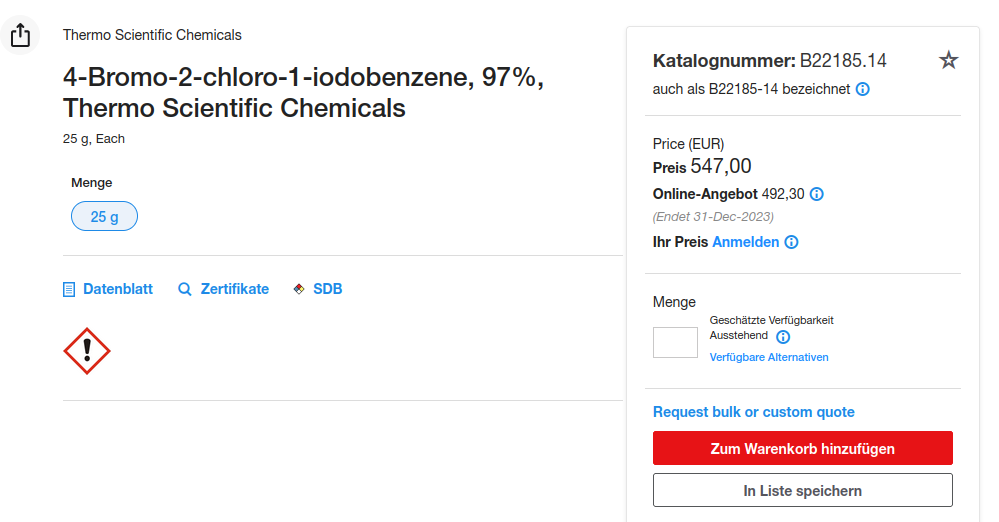 Thermo Scientific Chemicals
4-Bromo-2-chloro-1-iodobenzene, 97%,
Thermo Scientific Chemicals
25 g, Each
Menge
25 g
Datenblatt
Zertifikate
SDB
Katalognummer: B22185.14
auch als B22185-14 bezeichnet
Price (EUR)
Preis 547,00
Online-Angebot 492,30
(Endet 31-Dec-2023)
Ihr Preis Anmelden
Menge
Geschätzte Verfügbarkeit
Ausstehend
Verfügbare Alternativen
Request bulk or custom quote
Zum Warenkorb hinzufügen
In Liste speichern